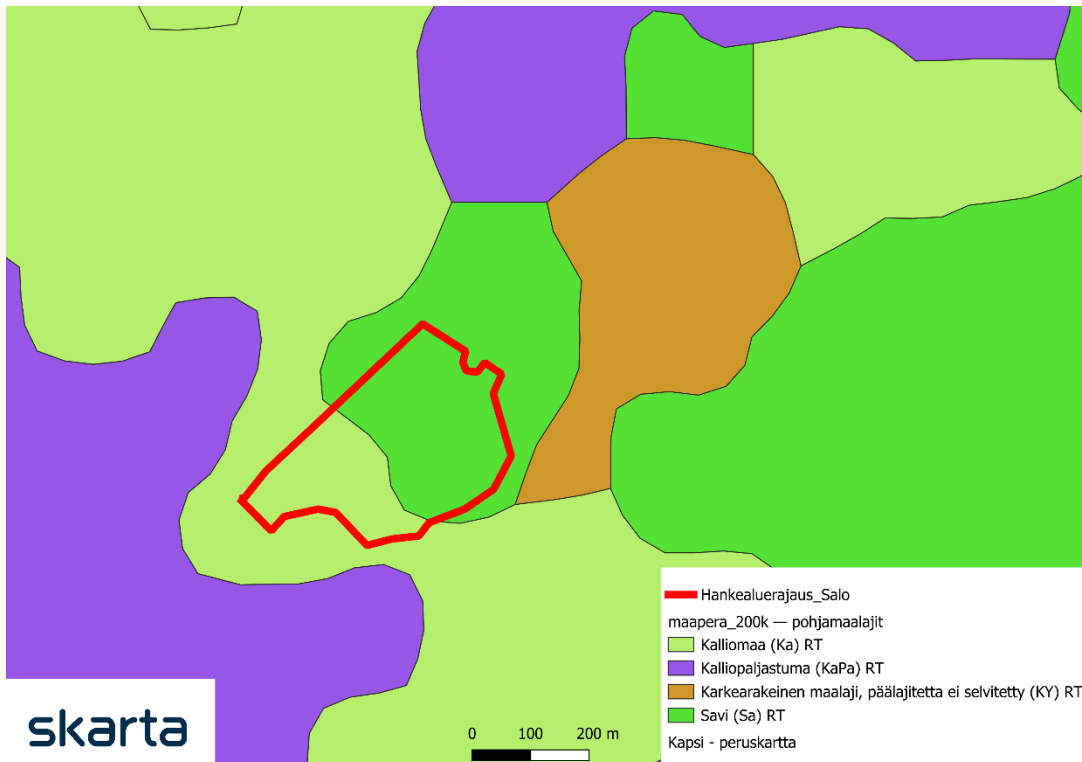 Hankealuerajaus_Salo
maapera_200k — pohjamaalajit
Kalliomaa (Ka) RT
Kalliopaljastuma (KaPa) RT
Karkearakeinen maalaji, päälajitetta ei selvitetty (KY) RT
Savi (Sa) RT
Kapsi - peruskartta
skarta
0 100 200 m